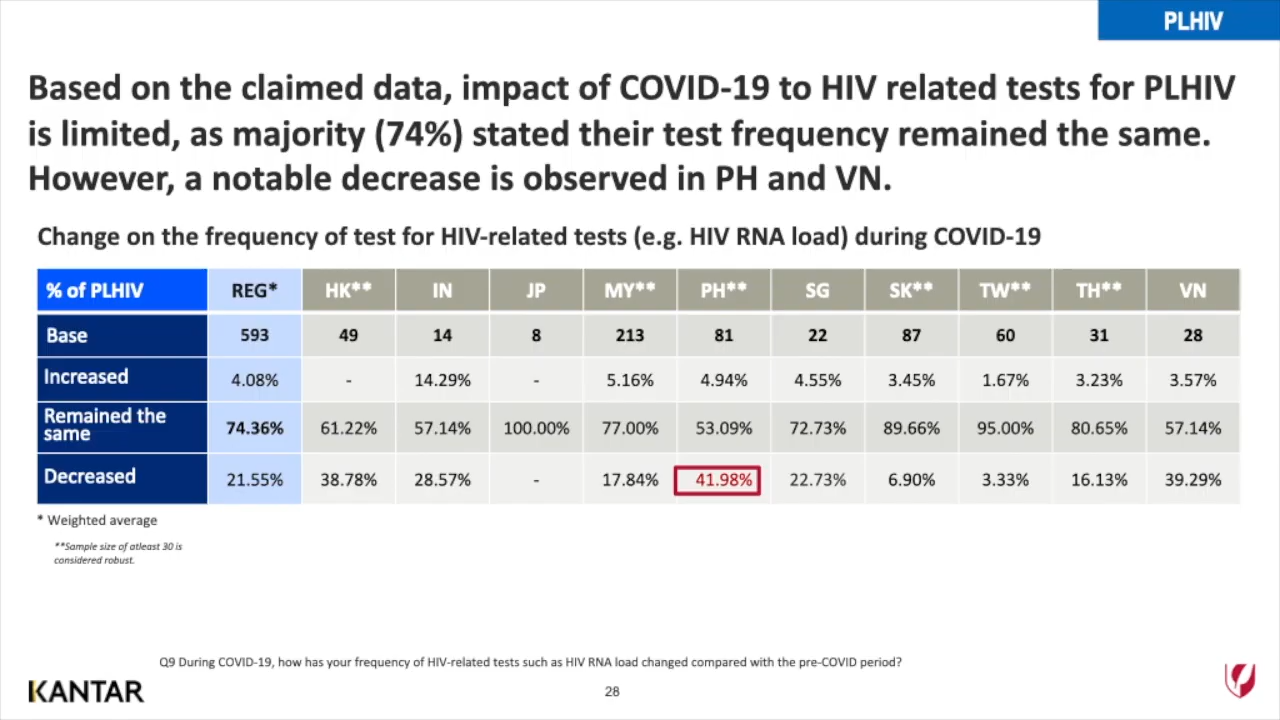 PLHIV
Based on the claimed data, impact of COVID-19 to HIV related tests for PLHIV
is limited, as majority (74%) stated their test frequency remained the same.
However, a notable decrease is observed in PH and VN.
Change on the frequency of test for HIV-related tests (e.g. HIV RNA load) during COVID-19
% of PLHIV REG* HK** IN JP MY** PH** SG SK** TW** TH** VN
Base 593 49 14 8 213 81 22 87 60 31 28
Increased 4.08% - 14.29% - 5.16% 4.94% 4.55% 3.45% 1.67% 3.23% 3.57%
Remained the
same 74.36% 61.22% 57.14% 100.00% 77.00% 53.09% 72.73% 89.66% 95.00% 80.65% 57.14%
Decreased 21.55% 38.78% 28.57% - 17.84% 41.98% 22.73% 6.90% 3.33% 16.13% 39.29%
* Weighted average
**Sample size of atleast 30 is
considered robust.
Q9 During COVID-19, how has your frequency of HIV-related tests such as HIV RNA load changed compared with the pre-COVID period?
KANTAR
28